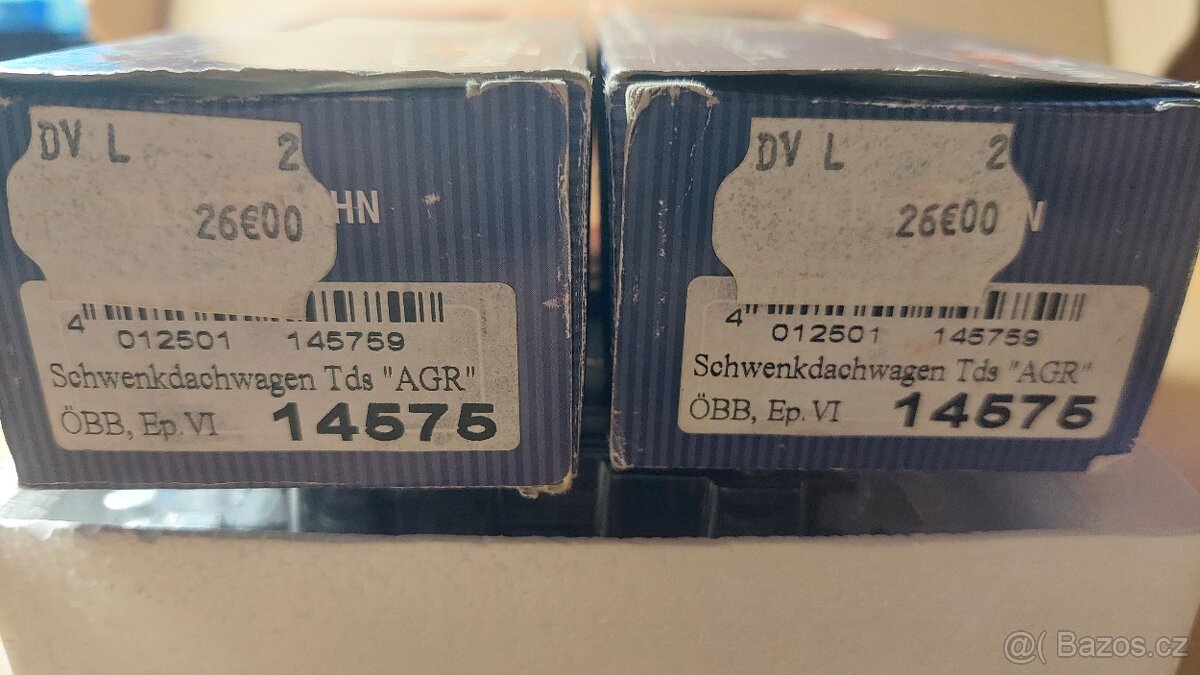 DV L 2
26€00
HN
4 012501 145759
Schwenkdachwagen Tds "AGR"
ÖBB, Ep. VI 14575
DV L 2
26€00
N
4 012501 145759
Schwenkdachwagen Tds "AGR"
ÖBB, Ep. VI 14575
@( Bazos.cz